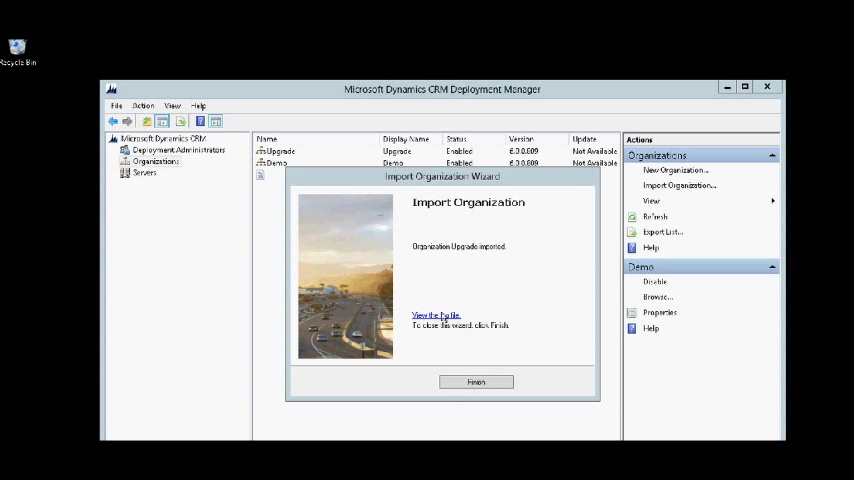 Recycle Bin
Microsoft Dynamics CRM Deployment Manager
File Action View Help
Microsoft Dynamics CRM
Deployment Administrators
Organizations
Servers
Name Display Name Status Version Update
Upgrade Upgrade Enabled 6.0.0.809 Not Available
Demo Demo Enabled 6.0.0.809 Not Available
Import Organization Wizard
Import Organization
Organization Upgrade imported.
View the log file.
To close this wizard, click Finish.
Finish
Actions
Organizations
New Organization...
Import Organization...
View
Refresh
Export List...
Help
Demo
Disable
Browse...
Properties
Help